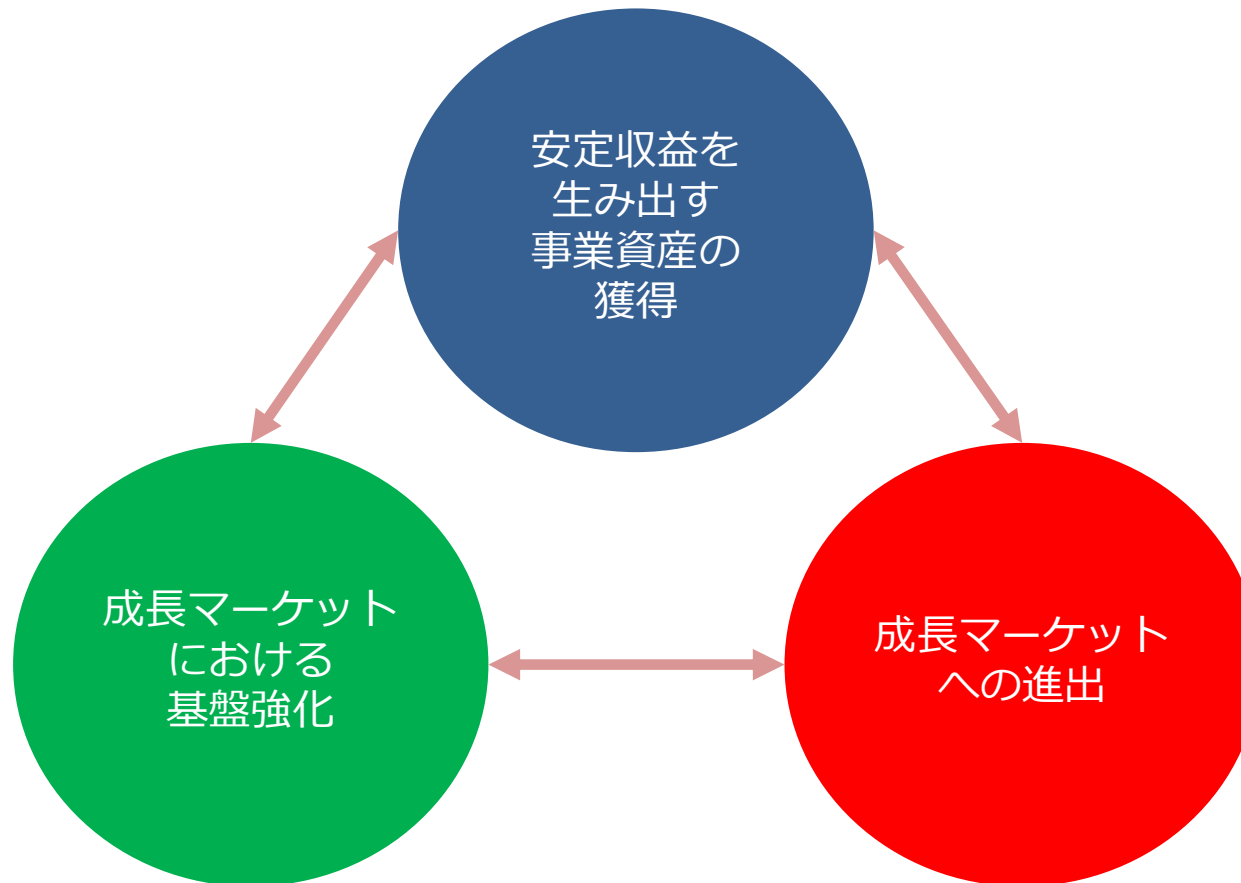 安定収益を
生み出す
事業資産の
獲得
成長マーケット
における
基盤強化
成長マーケット
への進出